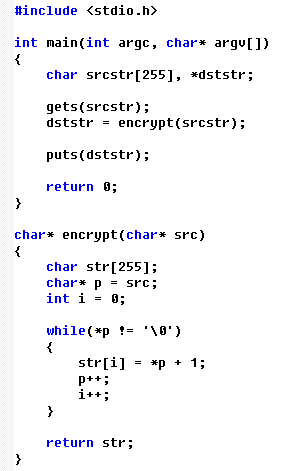 #include <stdio.h>
int main(int argc, char* argv[])
{
char srcstr[255], *dststr;
gets(srcstr);
dststr = encrypt(srcstr);
puts(dststr);
return 0;
}
char* encrypt(char* src)
{
char str[255];
char* p = src;
int i = 0;
while(*p != '\0')
{
str[i] = *p + 1;
p++;
i++;
}
return str;
}